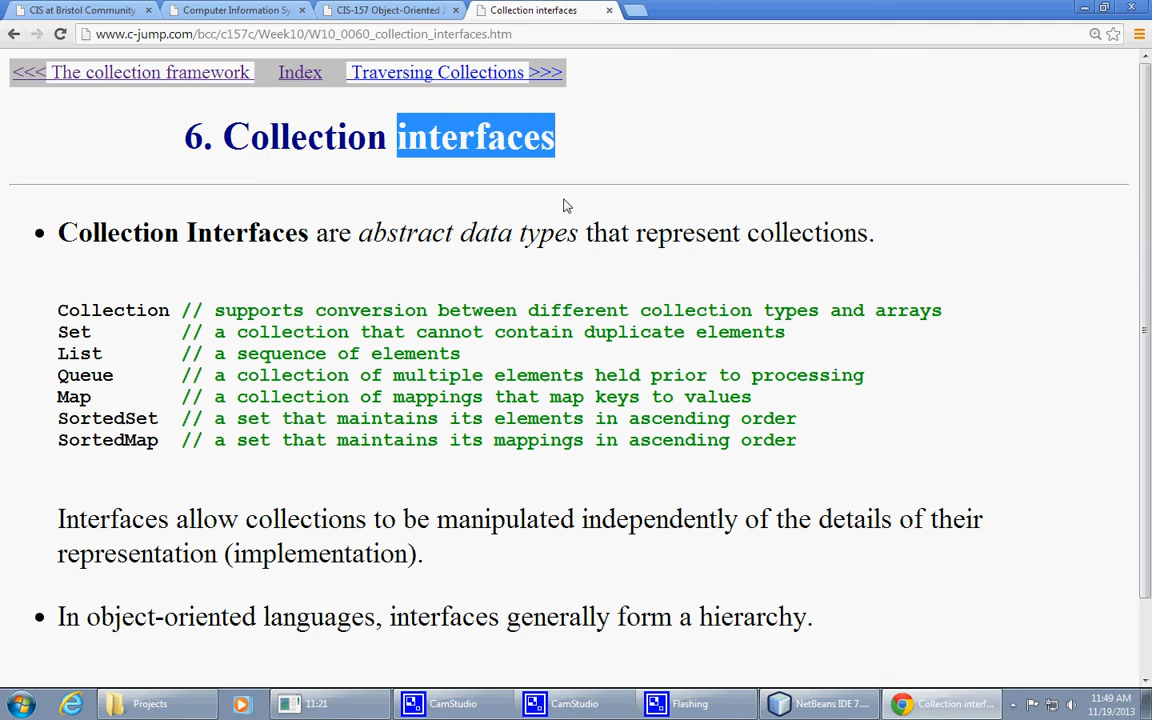 CIS at Bristol Community
Computer Information Sy
CIS-157 Object-Oriented J
Collection interfaces
www.c-jump.com/bcc/c157c/Week10/W10_0060_collection_interfaces.htm
<<< The collection framework Index Traversing Collections >>>
6. Collection interfaces
• Collection Interfaces are abstract data types that represent collections.
Collection // supports conversion between different collection types and arrays
Set // a collection that cannot contain duplicate elements
List // a sequence of elements
Queue // a collection of multiple elements held prior to processing
Map // a collection of mappings that map keys to values
SortedSet // a set that maintains its elements in ascending order
SortedMap // a set that maintains its mappings in ascending order
Interfaces allow collections to be manipulated independently of the details of their
representation (implementation).
• In object-oriented languages, interfaces generally form a hierarchy.
Projects
11:21
CamStudio
CamStudio
Flashing
NetBeans IDE 7....
Collection interf...
11:49 AM
11/19/2013